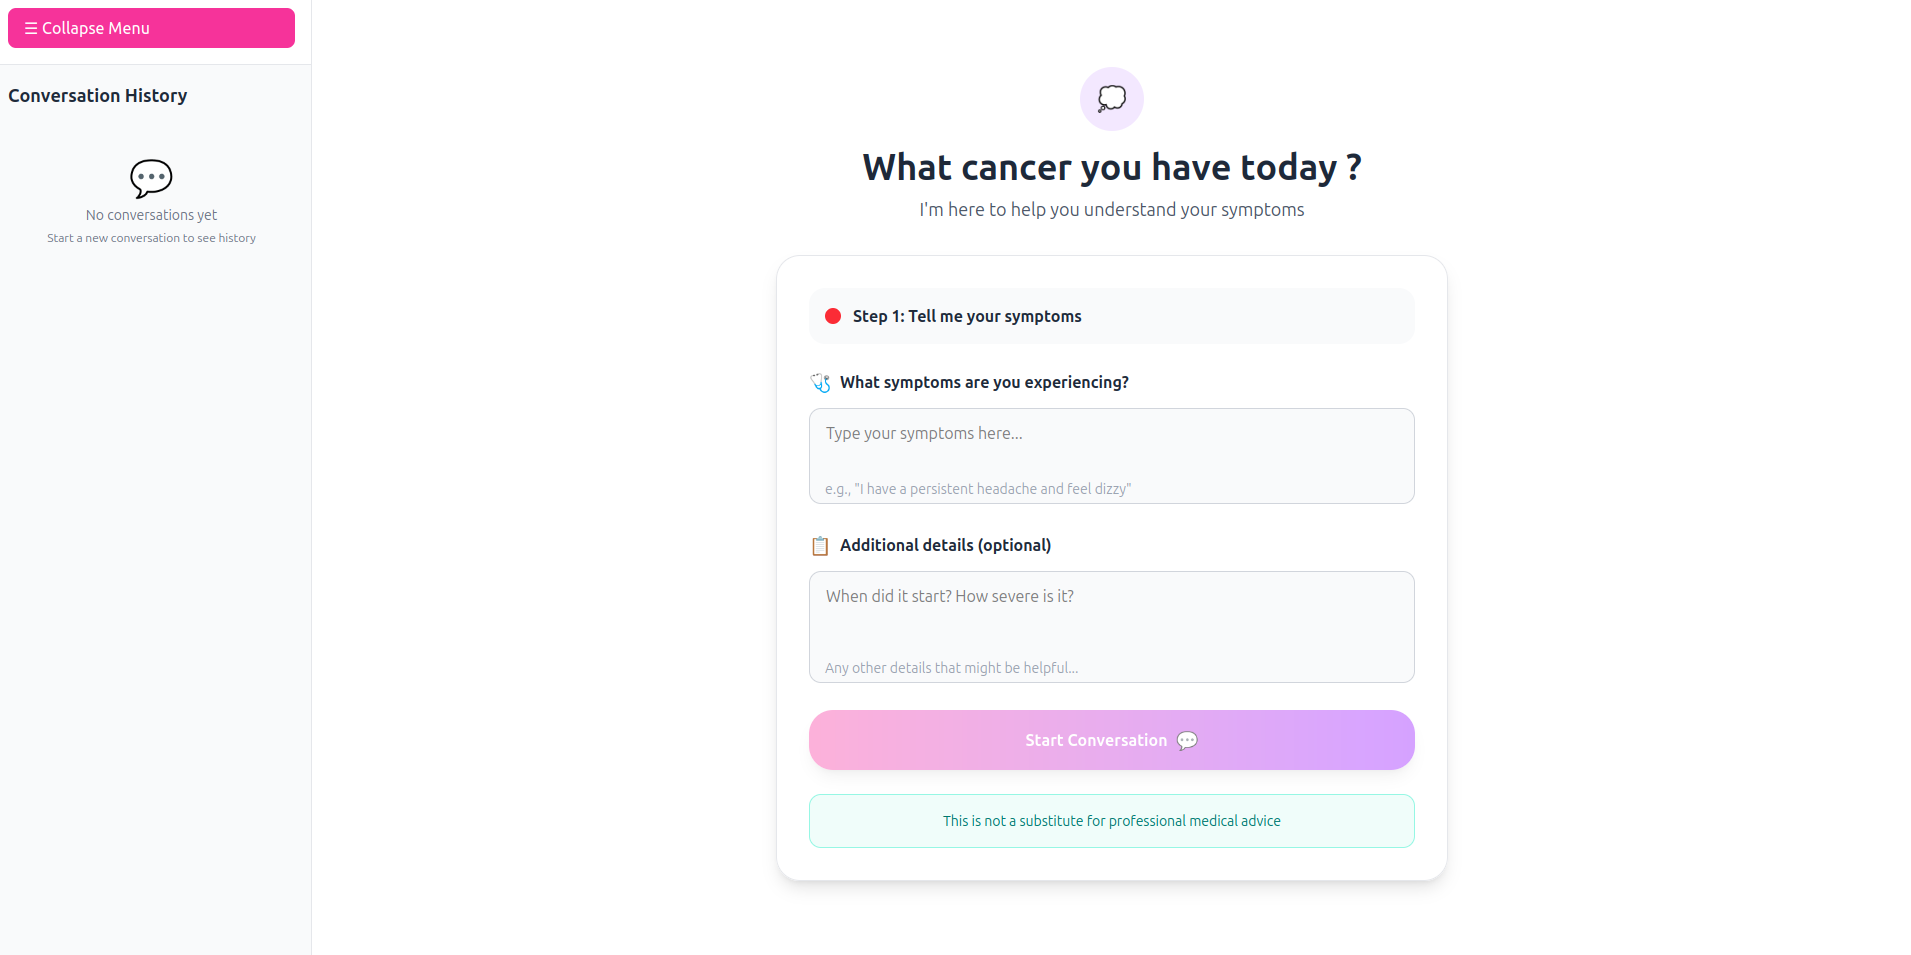 ☰ Collapse Menu
Conversation History
No conversations yet
Start a new conversation to see history
What cancer you have today ?
I'm here to help you understand your symptoms
Step 1: Tell me your symptoms
What symptoms are you experiencing?
Type your symptoms here...
e.g., "I have a persistent headache and feel dizzy"
Additional details (optional)
When did it start? How severe is it?
Any other details that might be helpful...
Start Conversation
This is not a substitute for professional medical advice